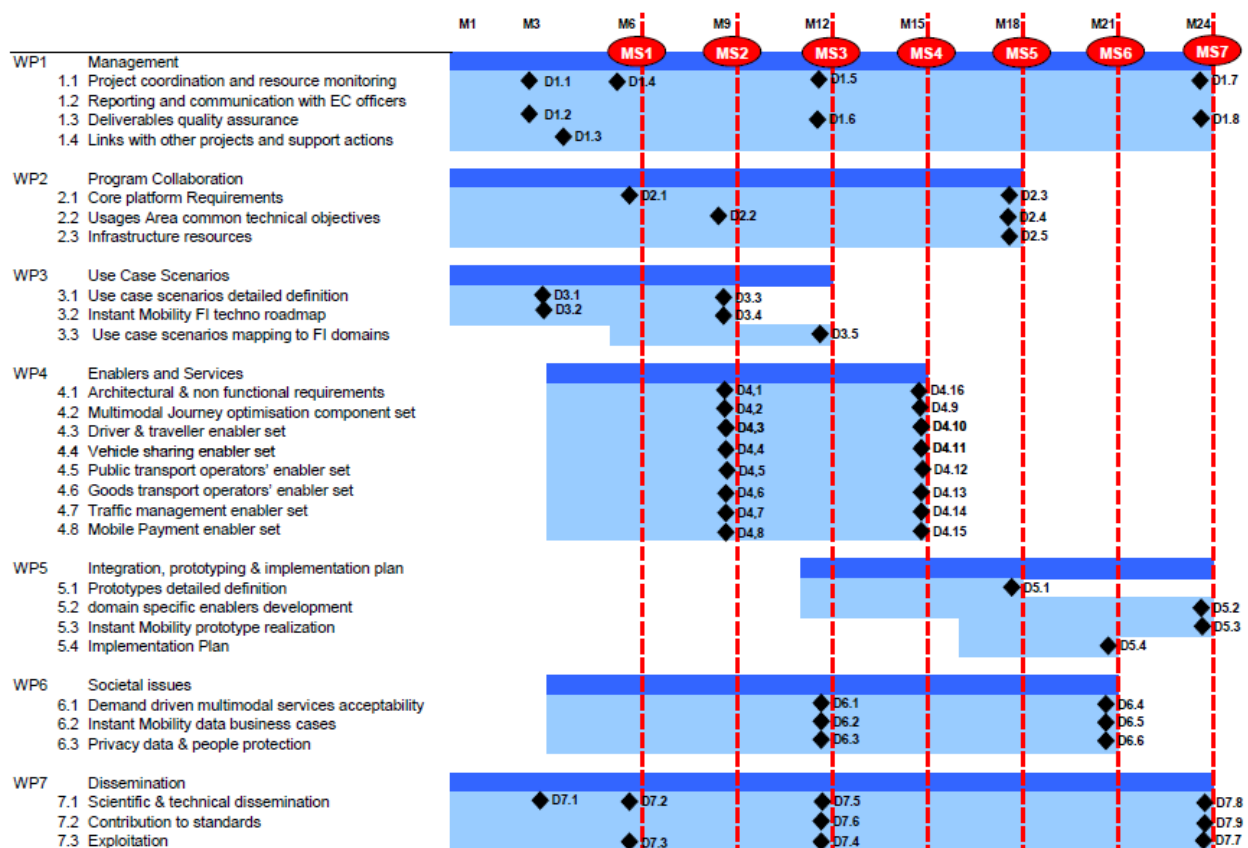 M1 M3 M6 M9 M12 M15 M18 M21 M24
MS1 MS2 MS3 MS4 MS5 MS6 MS7
WP1 Management
1.1 Project coordination and resource monitoring D1.1 D1.4 D1.5 D1.7
1.2 Reporting and communication with EC officers
1.3 Deliverables quality assurance D1.2 D1.6 D1.8
1.4 Links with other projects and support actions D1.3
WP2 Program Collaboration
2.1 Core platform Requirements D2.1 D2.3
2.2 Usages Area common technical objectives D2.2 D2.4
2.3 Infrastructure resources D2.5
WP3 Use Case Scenarios
3.1 Use case scenarios detailed definition D3.1 D3.3
3.2 Instant Mobility FI techno roadmap D3.2 D3.4
3.3 Use case scenarios mapping to FI domains D3.5
WP4 Enablers and Services
4.1 Architectural & non functional requirements D4,1 D4.16
4.2 Multimodal Journey optimisation component set D4,2 D4.9
4.3 Driver & traveller enabler set D4,3 D4.10
4.4 Vehicle sharing enabler set D4,4 D4.11
4.5 Public transport operators' enabler set D4,5 D4.12
4.6 Goods transport operators' enabler set D4,6 D4.13
4.7 Traffic management enabler set D4,7 D4.14
4.8 Mobile Payment enabler set D4,8 D4.15
WP5 Integration, prototyping & implementation plan
5.1 Prototypes detailed definition D5.1
5.2 domain specific enablers development D5.2
5.3 Instant Mobility prototype realization D5.3
5.4 Implementation Plan D5.4
WP6 Societal issues
6.1 Demand driven multimodal services acceptability D6.1 D6.4
6.2 Instant Mobility data business cases D6.2 D6.5
6.3 Privacy data & people protection D6.3 D6.6
WP7 Dissemination
7.1 Scientific & technical dissemination D7.1 D7.2 D7.5 D7.8
7.2 Contribution to standards D7.6 D7.9
7.3 Exploitation D7.3 D7.4 D7.7